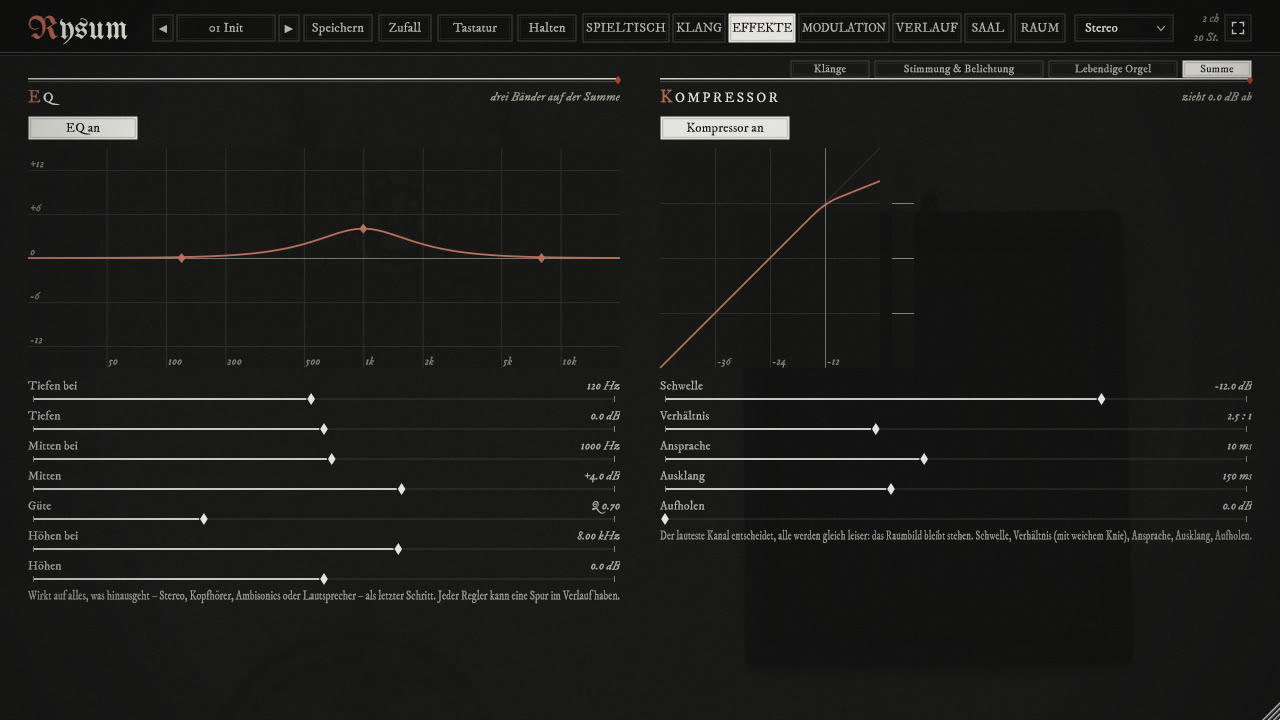 Rysum ◀ 01 Init ▶ Speichern Zufall Tastatur Halten SPIELTISCH KLANG EFFEKTE MODULATION VERLAUF SAAL RAUM Stereo 2 ch
20 St.
Klänge Stimmung & Belichtung Lebendige Orgel Summe
EQ drei Bänder auf der Summe
EQ an
+12
+6
0
-6
-12
50 100 200 500 1k 2k 5k 10k
Tiefen bei 120 Hz
Tiefen 0.0 dB
Mitten bei 1000 Hz
Mitten +4.0 dB
Güte Q 0.70
Höhen bei 8.00 kHz
Höhen 0.0 dB
Wirkt auf alles, was hinausgeht – Stereo, Kopfhörer, Ambisonics oder Lautsprecher – als letzter Schritt. Jeder Regler kann eine Spur im Verlauf haben.
KOMPRESSOR zieht 0.0 dB ab
Kompressor an
-36 -24 -12
Schwelle -12.0 dB
Verhältnis 2.5 : 1
Ansprache 10 ms
Ausklang 150 ms
Aufholen 0.0 dB
Der lauteste Kanal entscheidet, alle werden gleich leiser: das Raumbild bleibt stehen. Schwelle, Verhältnis (mit weichem Knie), Ansprache, Ausklang, Aufholen.